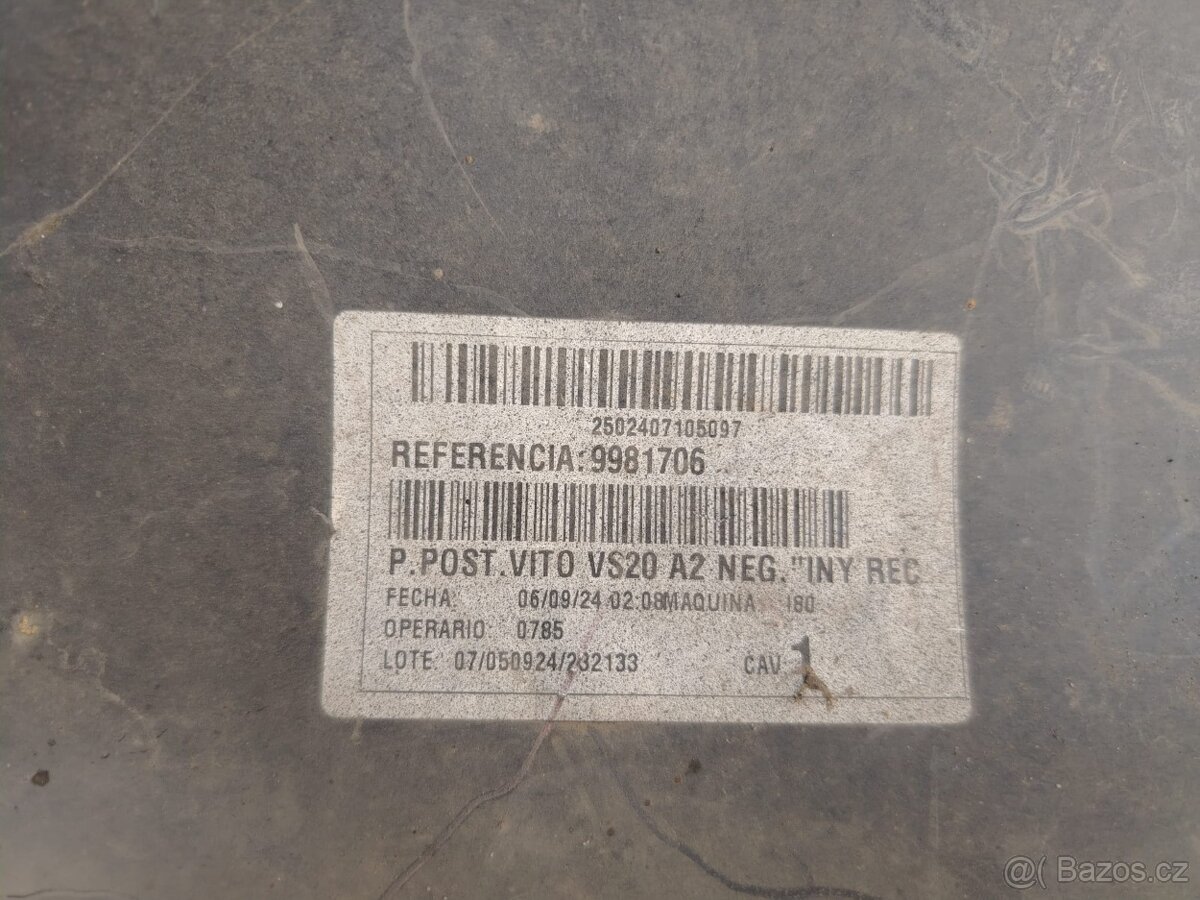 2502407105097
REFERENCIA: 9981706
P.POST.VITO VS20 A2 NEG."INY REC
FECHA: 06/09/24 02:08MAQUINA I80
OPERARIO: 0785
LOTE: 07/050924/232133 CAV 1
@( Bazos.cz